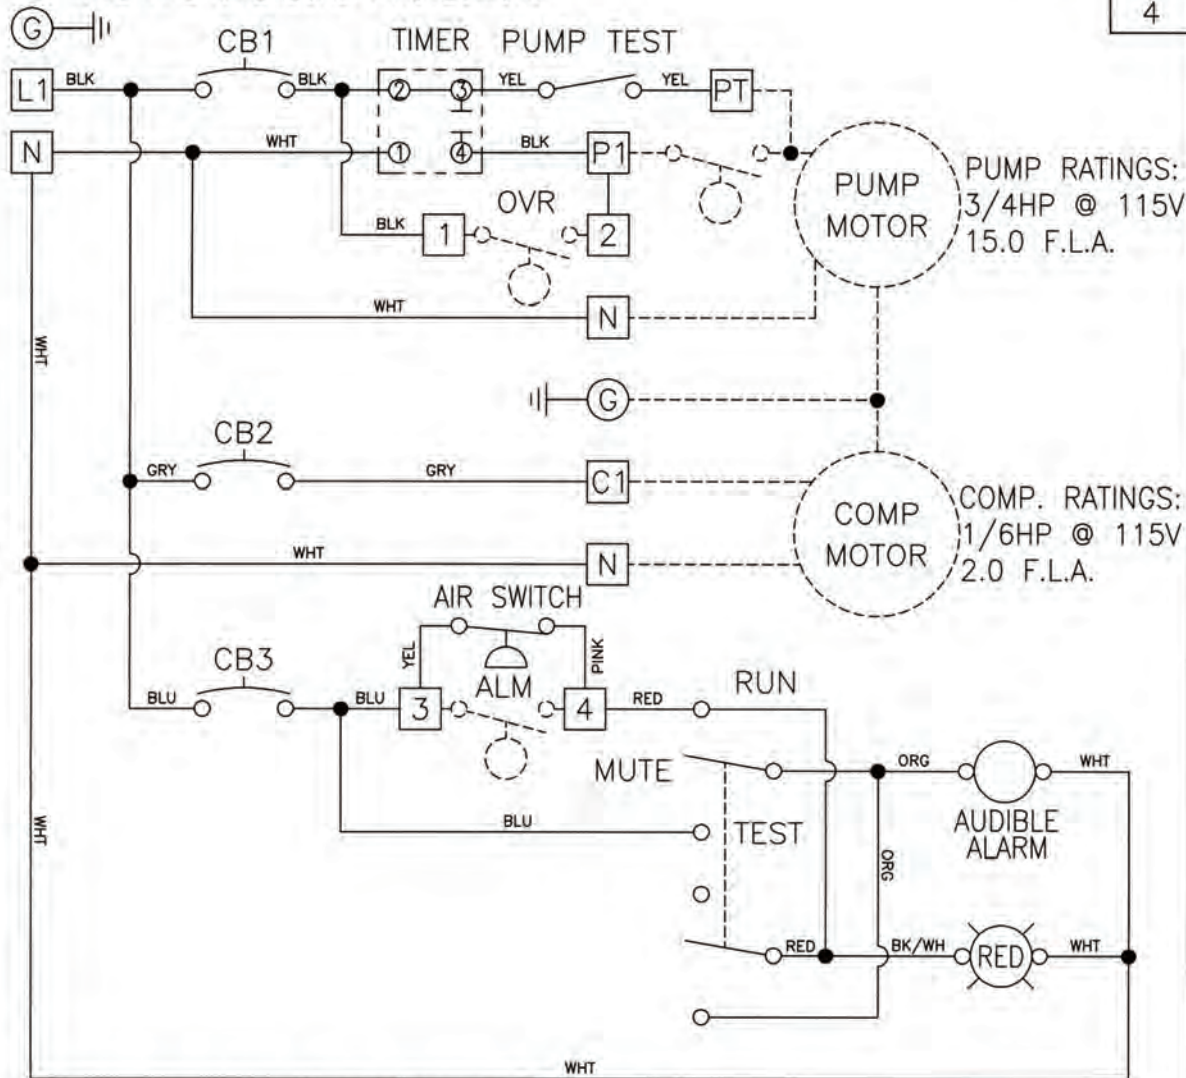 4
G
CB1
TIMER PUMP TEST
L1 BLK BLK 2 3 YEL YEL PT
N WHT 1 4 BLK P1
PUMP MOTOR
PUMP RATINGS:
3/4HP @ 115V
15.0 F.L.A.
OVR
BLK 1 2
WHT N
WHT
G
CB2
GRY GRY C1
COMP MOTOR
COMP. RATINGS:
1/6HP @ 115V
2.0 F.L.A.
WHT N
AIR SWITCH
YEL PINK
CB3
ALM
RUN
BLU BLU 3 4 RED
MUTE
ORG WHT
BLU
TEST
AUDIBLE
ALARM
WHT
ORG
RED BK/WH RED WHT
WHT